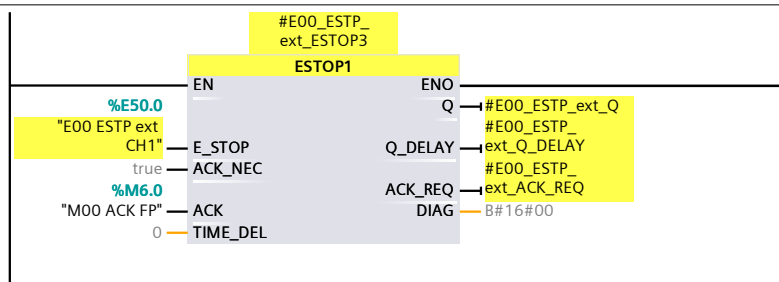 #E00_ESTP_
ext_ESTOP3
ESTOP1
EN ENO
%E50.0 Q #E00_ESTP_ext_Q
"E00 ESTP ext #E00_ESTP_
CH1" E_STOP Q_DELAY ext_Q_DELAY
true ACK_NEC #E00_ESTP_
%M6.0 ACK_REQ ext_ACK_REQ
"M00 ACK FP" ACK DIAG B#16#00
0 TIME_DEL